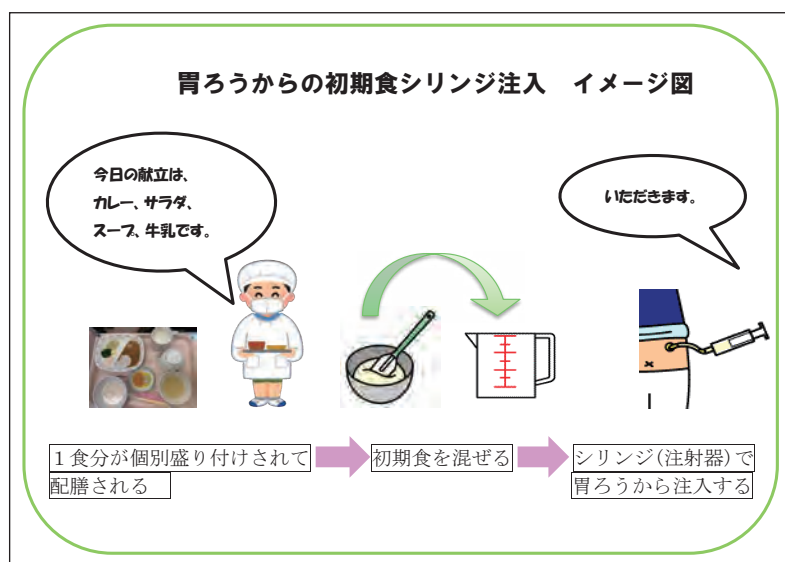 胃ろうからの初期食シリンジ注入　イメージ図
今日の献立は、
カレー、サラダ、
スープ、牛乳です。
いただきます。
１食分が個別盛り付けされて
配膳される
初期食を混ぜる
シリンジ(注射器)で
胃ろうから注入する